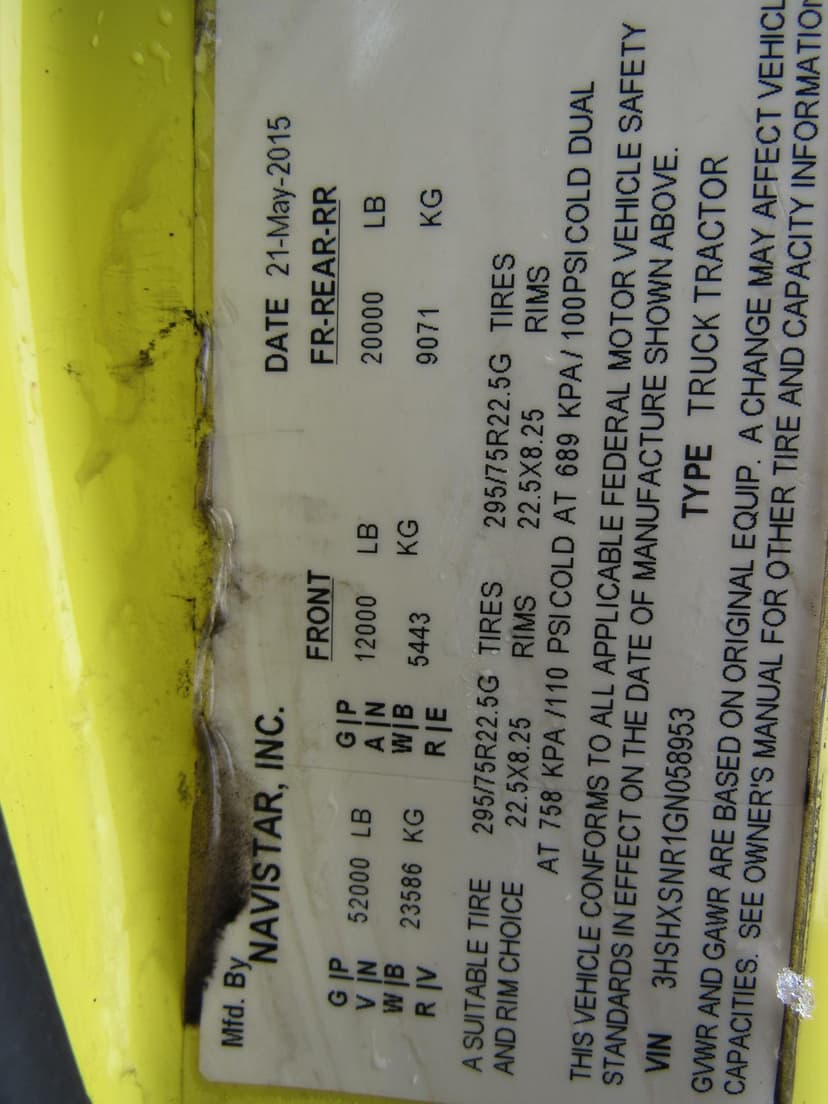 Mfd. By
NAVISTAR, INC. DATE 21-May-2015
FRONT FR-REAR-RR
G|P G|P
V|N 52000 LB A|N 12000 LB 20000 LB
W|B W|B
R|V 23586 KG R|E 5443 KG 9071 KG
A SUITABLE TIRE 295/75R22.5G TIRES 295/75R22.5G TIRES
AND RIM CHOICE 22.5X8.25 RIMS 22.5X8.25 RIMS
AT 758 KPA/110 PSI COLD AT 689 KPA/100PSI COLD DUAL
THIS VEHICLE CONFORMS TO ALL APPLICABLE FEDERAL MOTOR VEHICLE SAFETY
STANDARDS IN EFFECT ON THE DATE OF MANUFACTURE SHOWN ABOVE.
VIN 3HSHXSNR1GN058953 TYPE TRUCK TRACTOR
GVWR AND GAWR ARE BASED ON ORIGINAL EQUIP. A CHANGE MAY AFFECT VEHICL
CAPACITIES. SEE OWNER'S MANUAL FOR OTHER TIRE AND CAPACITY INFORMATION